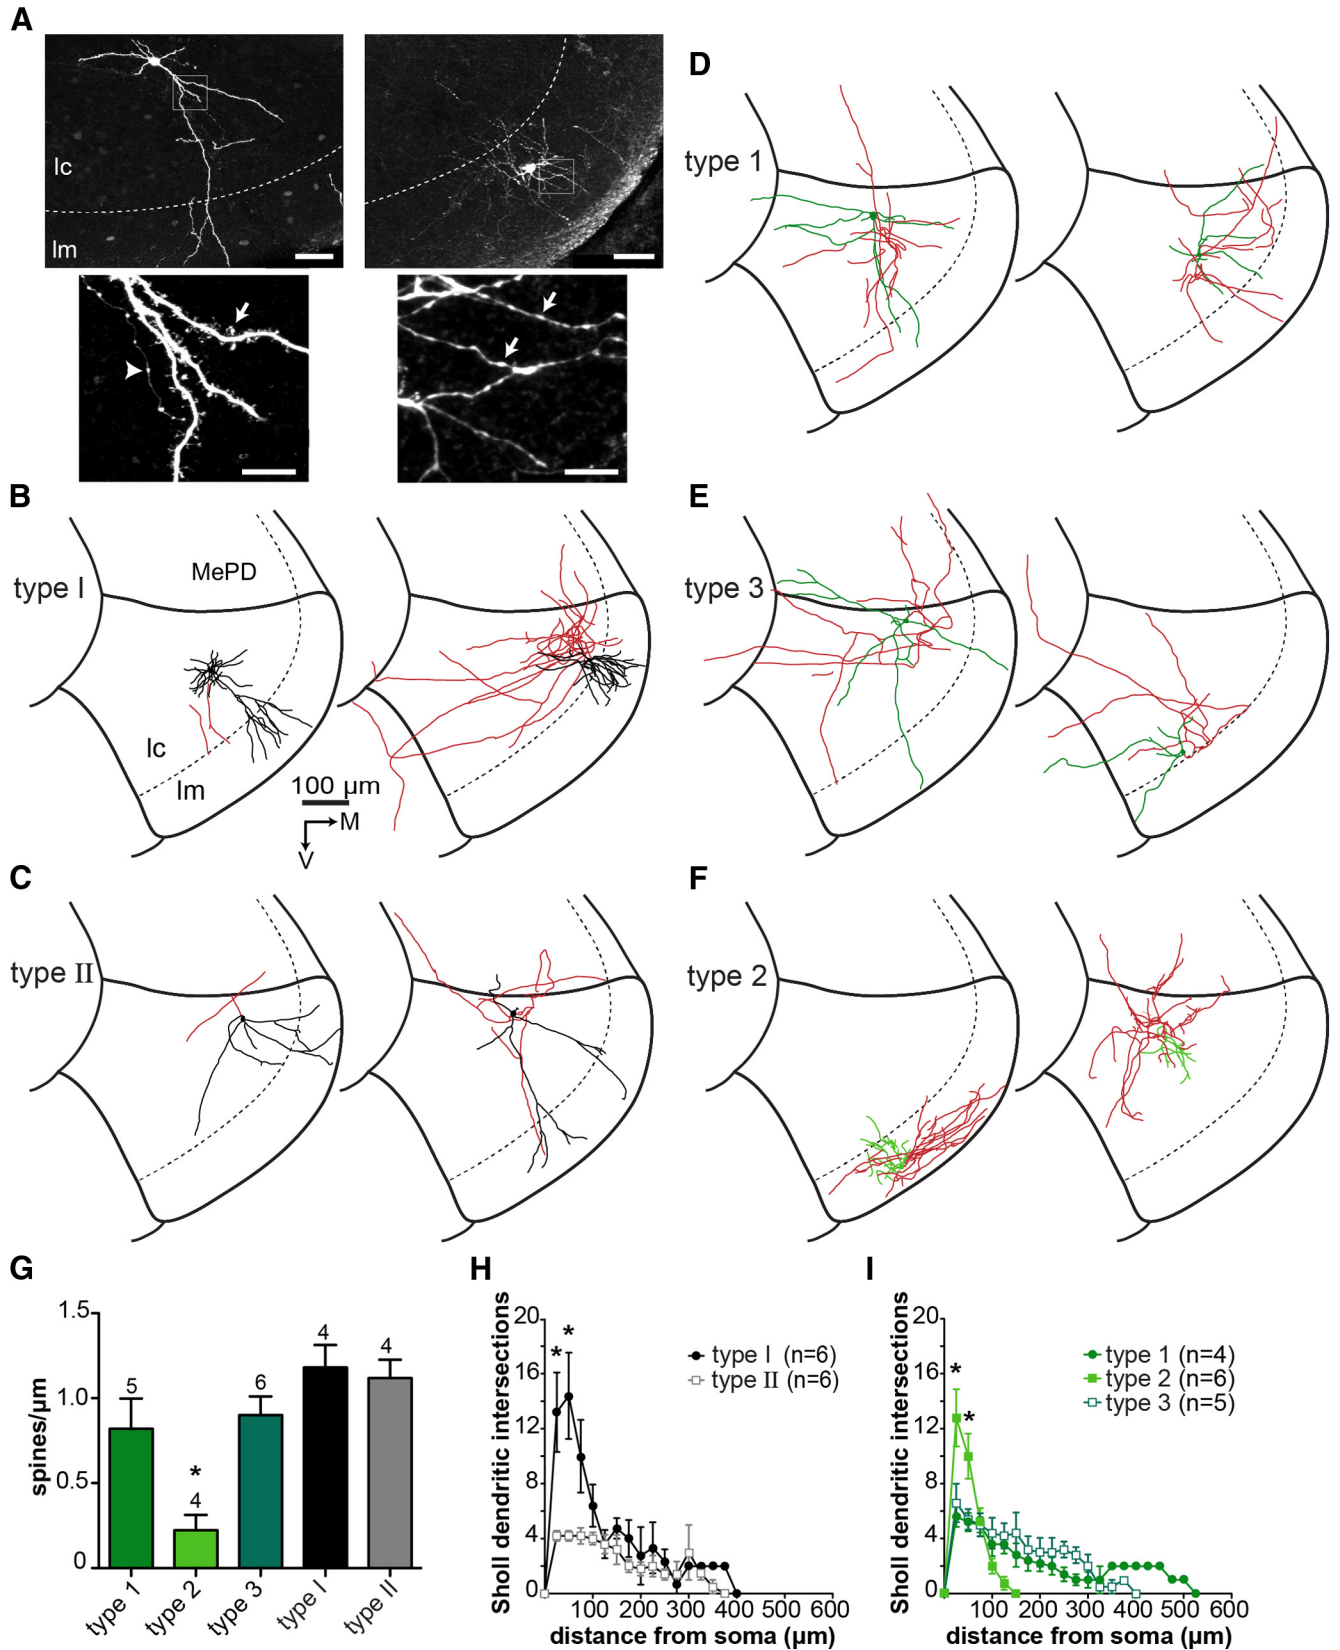 A
lc
lm
B
type I
MePD
lc
lm
100 µm
M
V
C
type II
D
type 1
E
type 3
F
type 2
G
spines/µm
1.5
1.0
0.5
0
5
*
4
6
4
4
type 1
type 2
type 3
type I
type II
H
Sholl dendritic intersections
20
16
12
8
4
0
* *
type I (n=6)
type II (n=6)
100 200 300 400 500 600
distance from soma (µm)
I
Sholl dendritic intersections
20
16
12
8
4
0
*
*
type 1 (n=4)
type 2 (n=6)
type 3 (n=5)
100 200 300 400 500 600
distance from soma (µm)